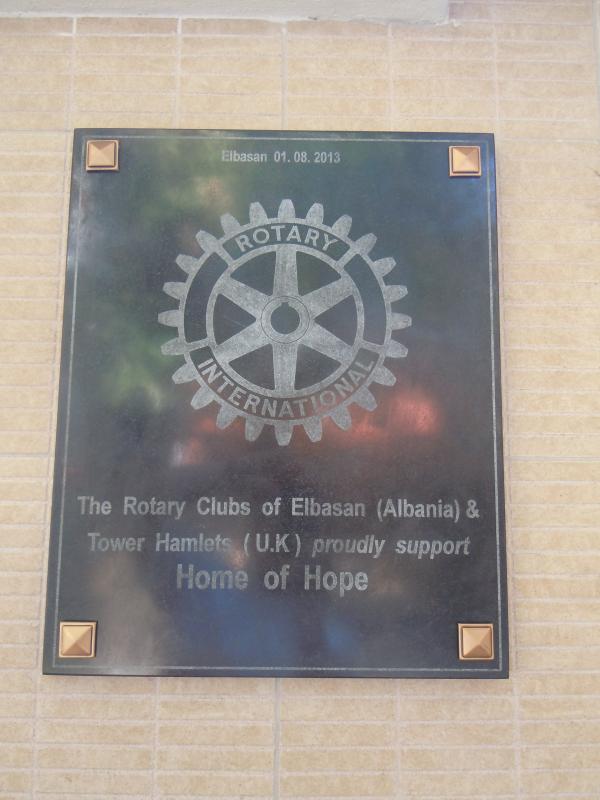 Elbasan 01.08.2013
ROTARY
INTERNATIONAL
The Rotary Clubs of Elbasan (Albania) &
Tower Hamlets (U.K) proudly support
Home of Hope